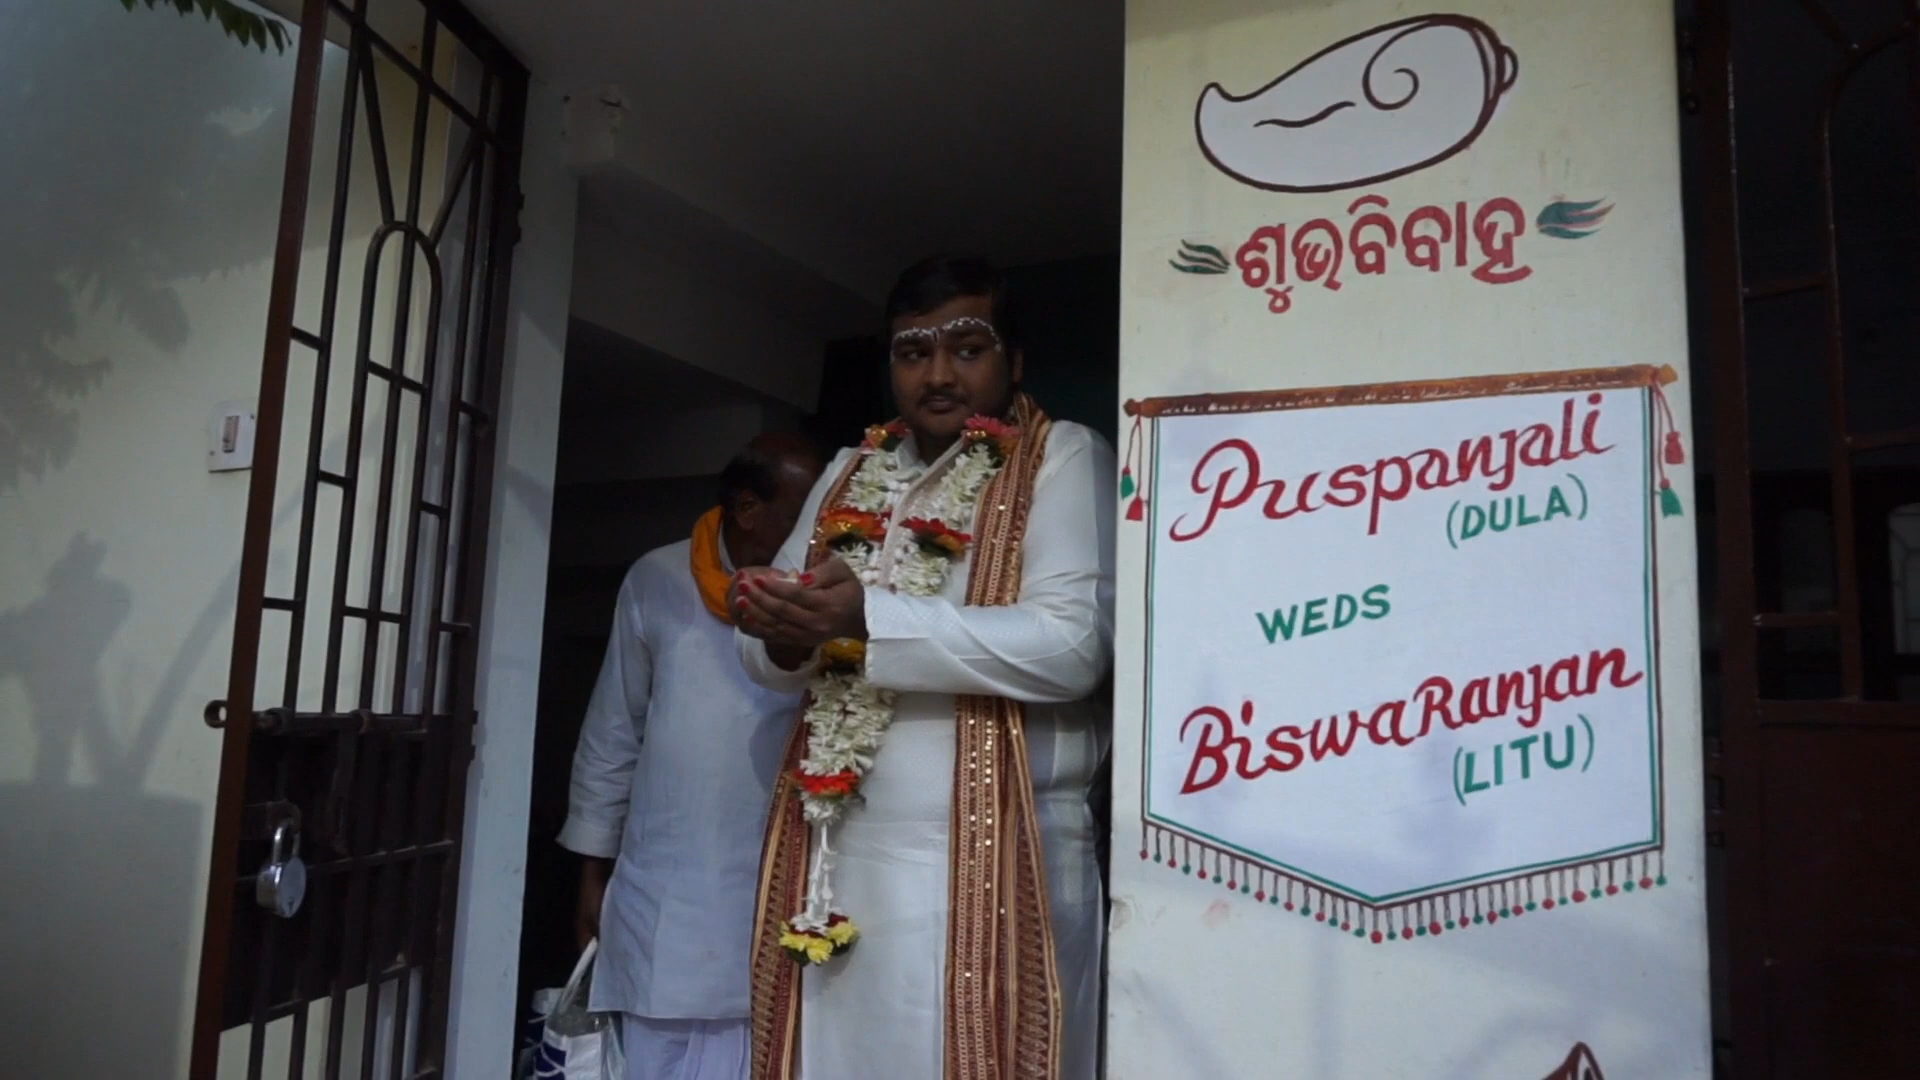 ଶୁଭବିବାହ
Puspanjali
(DULA)
WEDS
BiswaRanjan
(LITU)